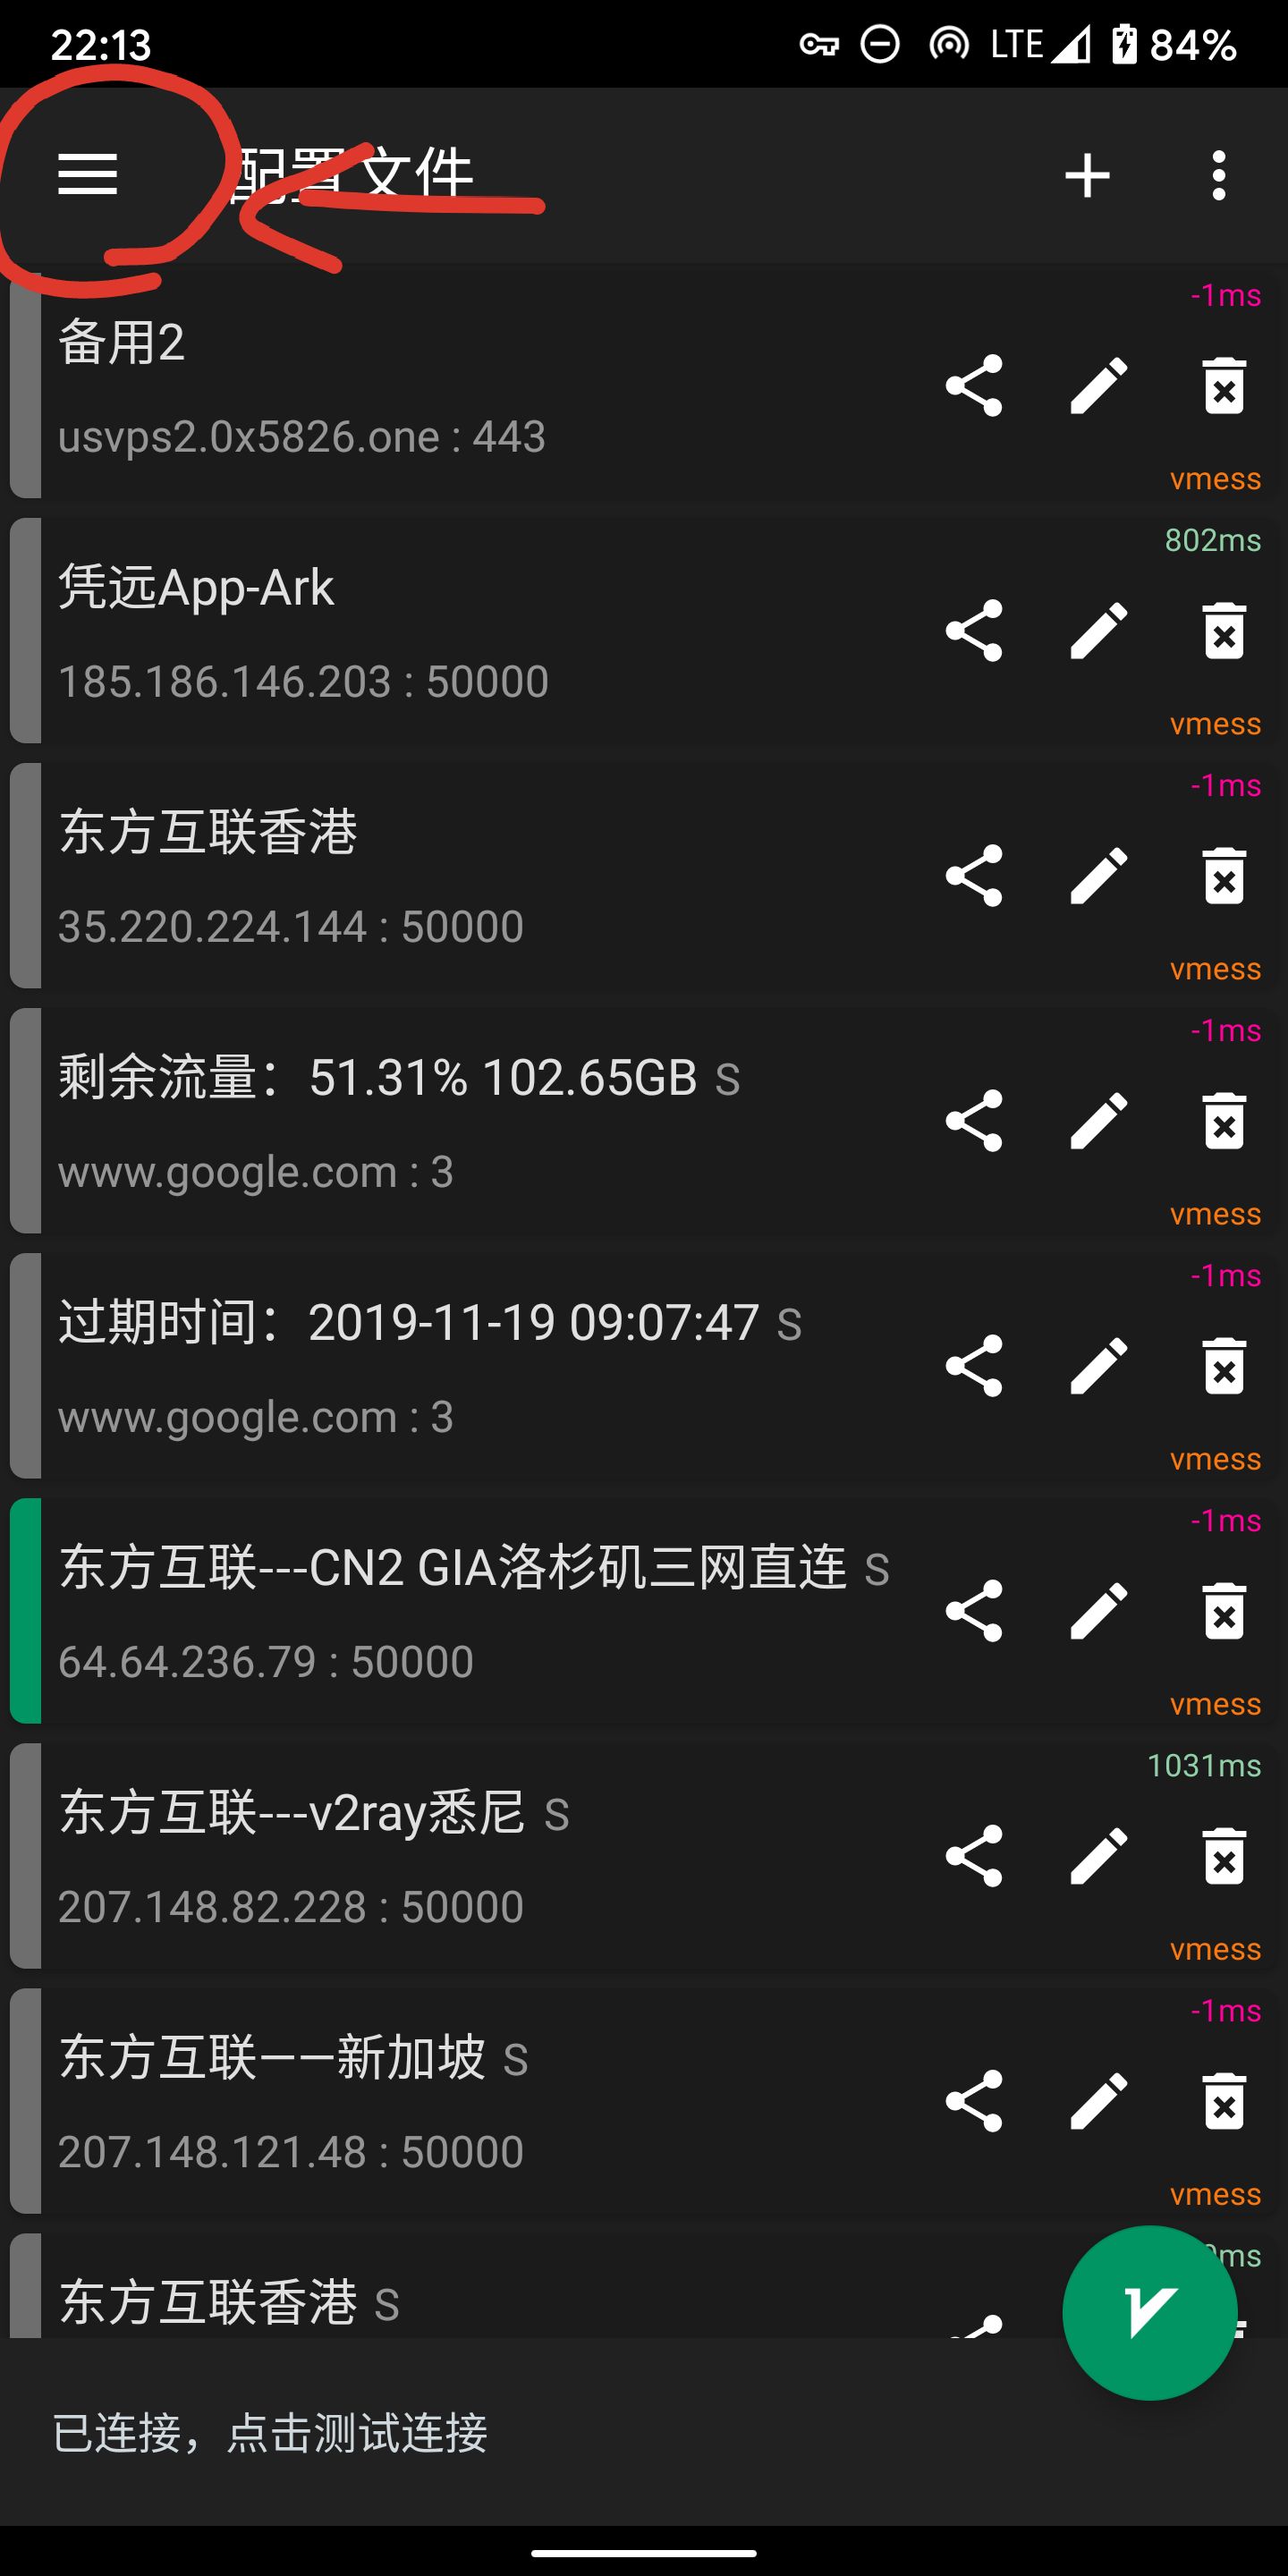 22:13 LTE 84%
配置文件
-1ms
备用2
usvps2.0x5826.one : 443
vmess
802ms
凭远App-Ark
185.186.146.203 : 50000
vmess
-1ms
东方互联香港
35.220.224.144 : 50000
vmess
-1ms
剩余流量：51.31% 102.65GB S
www.google.com : 3
vmess
-1ms
过期时间：2019-11-19 09:07:47 S
www.google.com : 3
vmess
-1ms
东方互联---CN2 GIA洛杉矶三网直连 S
64.64.236.79 : 50000
vmess
1031ms
东方互联---v2ray悉尼 S
207.148.82.228 : 50000
vmess
-1ms
东方互联——新加坡 S
207.148.121.48 : 50000
vmess
ms
东方互联香港 S
已连接，点击测试连接